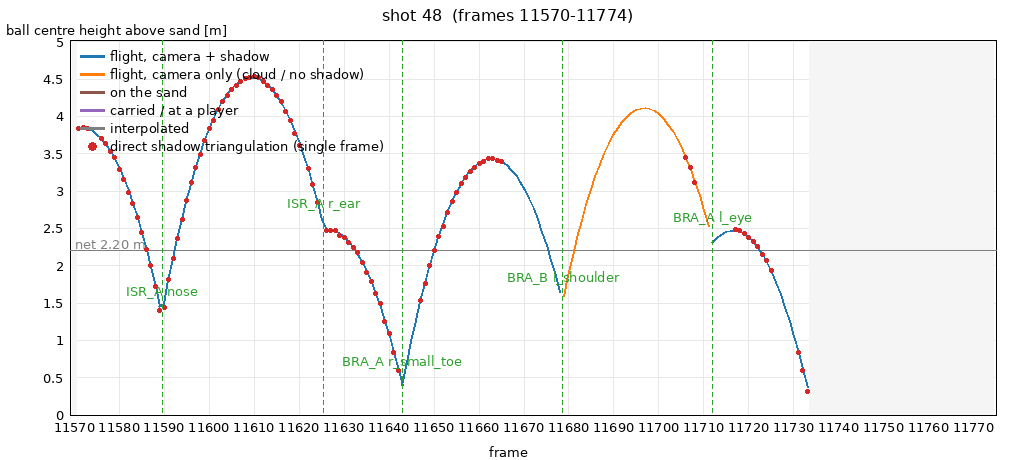 shot 48  (frames 11570-11774)
ball centre height above sand [m]
5
4.5
4
3.5
3
2.5
2
1.5
1
0.5
0
flight, camera + shadow
flight, camera only (cloud / no shadow)
on the sand
carried / at a player
interpolated
direct shadow triangulation (single frame)
ISR_A r_ear
BRA_A l_eye
net 2.20 m
BRA_B r_shoulder
ISR_A nose
BRA_A r_small_toe
11570 11580 11590 11600 11610 11620 11630 11640 11650 11660 11670 11680 11690 11700 11710 11720 11730 11740 11750 11760 11770
frame